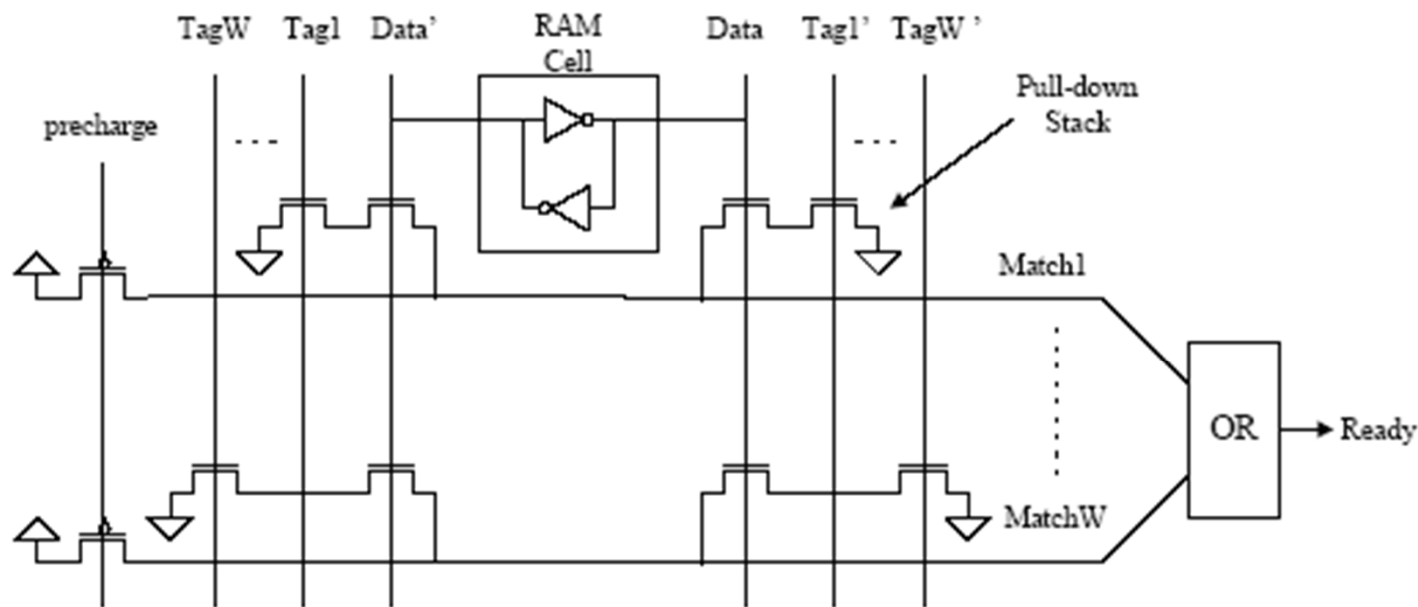 TagW Tag1 Data’ RAM Cell Data Tag1’ TagW ’
precharge
- - -
- - -
Pull-down
Stack
Match1
OR
Ready
MatchW